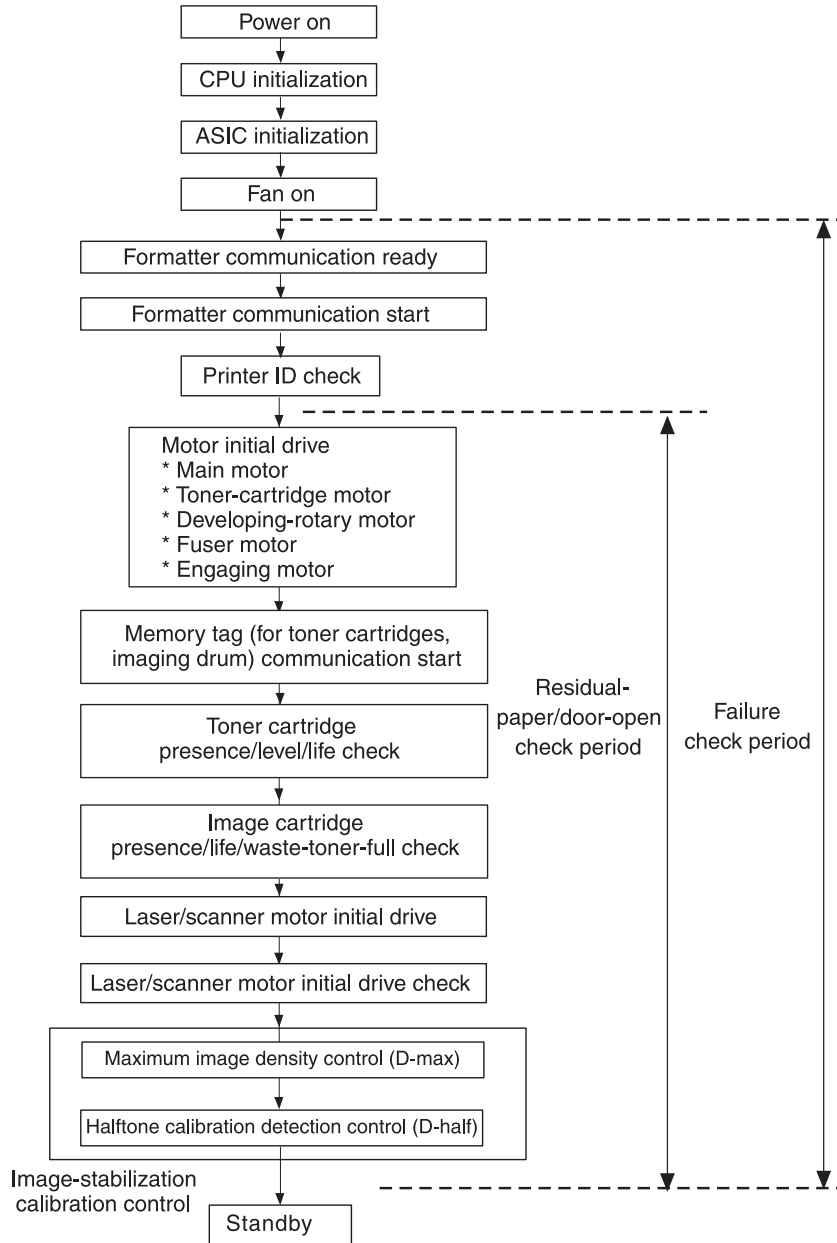 Power on
CPU initialization
ASIC initialization
Fan on
Formatter communication ready
Formatter communication start
Printer ID check
Motor initial drive
* Main motor
* Toner-cartridge motor
* Developing-rotary motor
* Fuser motor
* Engaging motor
Memory tag (for toner cartridges,
imaging drum) communication start
Toner cartridge
presence/level/life check
Image cartridge
presence/life/waste-toner-full check
Laser/scanner motor initial drive
Laser/scanner motor initial drive check
Maximum image density control (D-max)
Halftone calibration detection control (D-half)
Image-stabilization
calibration control
Standby
Residual-
paper/door-open
check period
Failure
check period